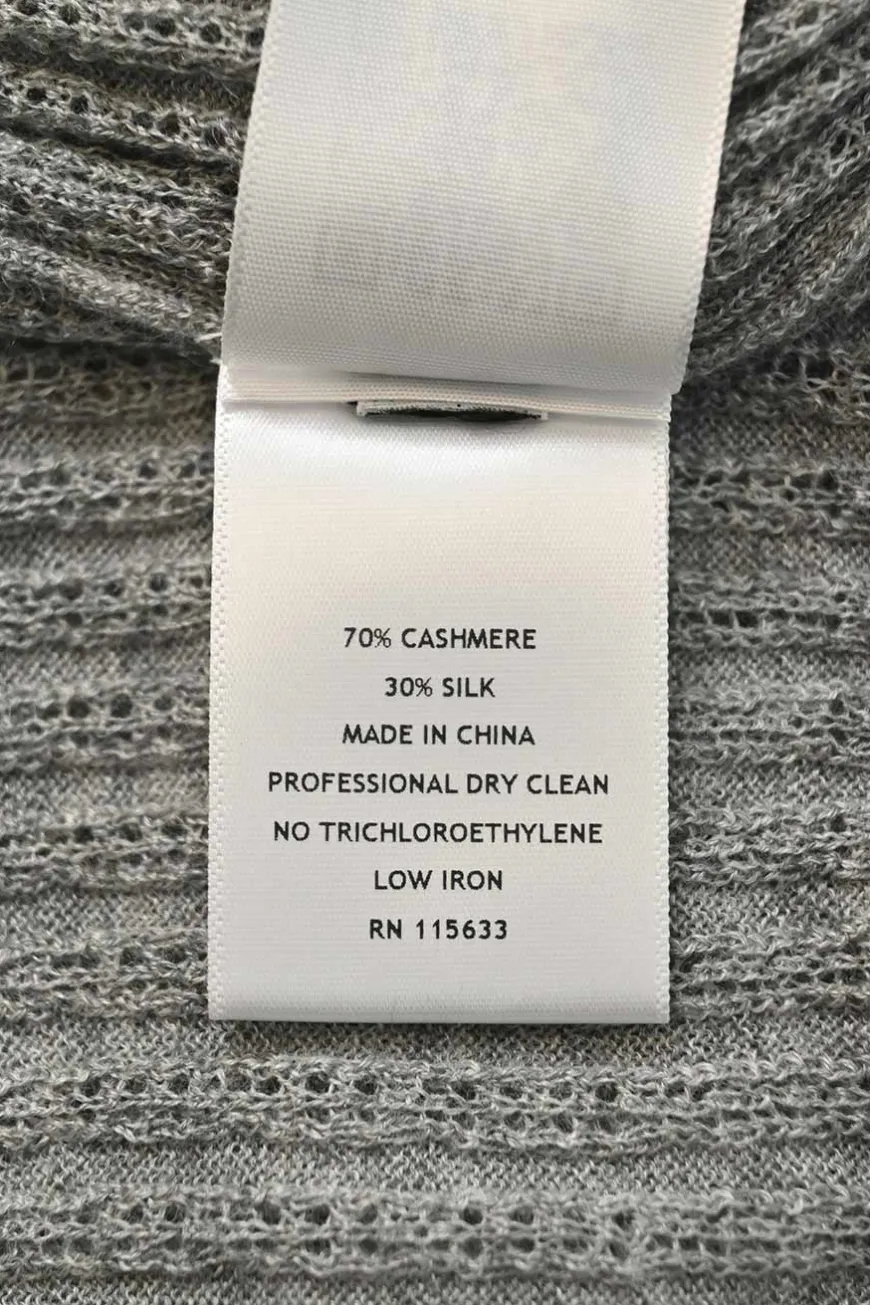 70% CASHMERE
30% SILK
MADE IN CHINA
PROFESSIONAL DRY CLEAN
NO TRICHLOROETHYLENE
LOW IRON
RN 115633